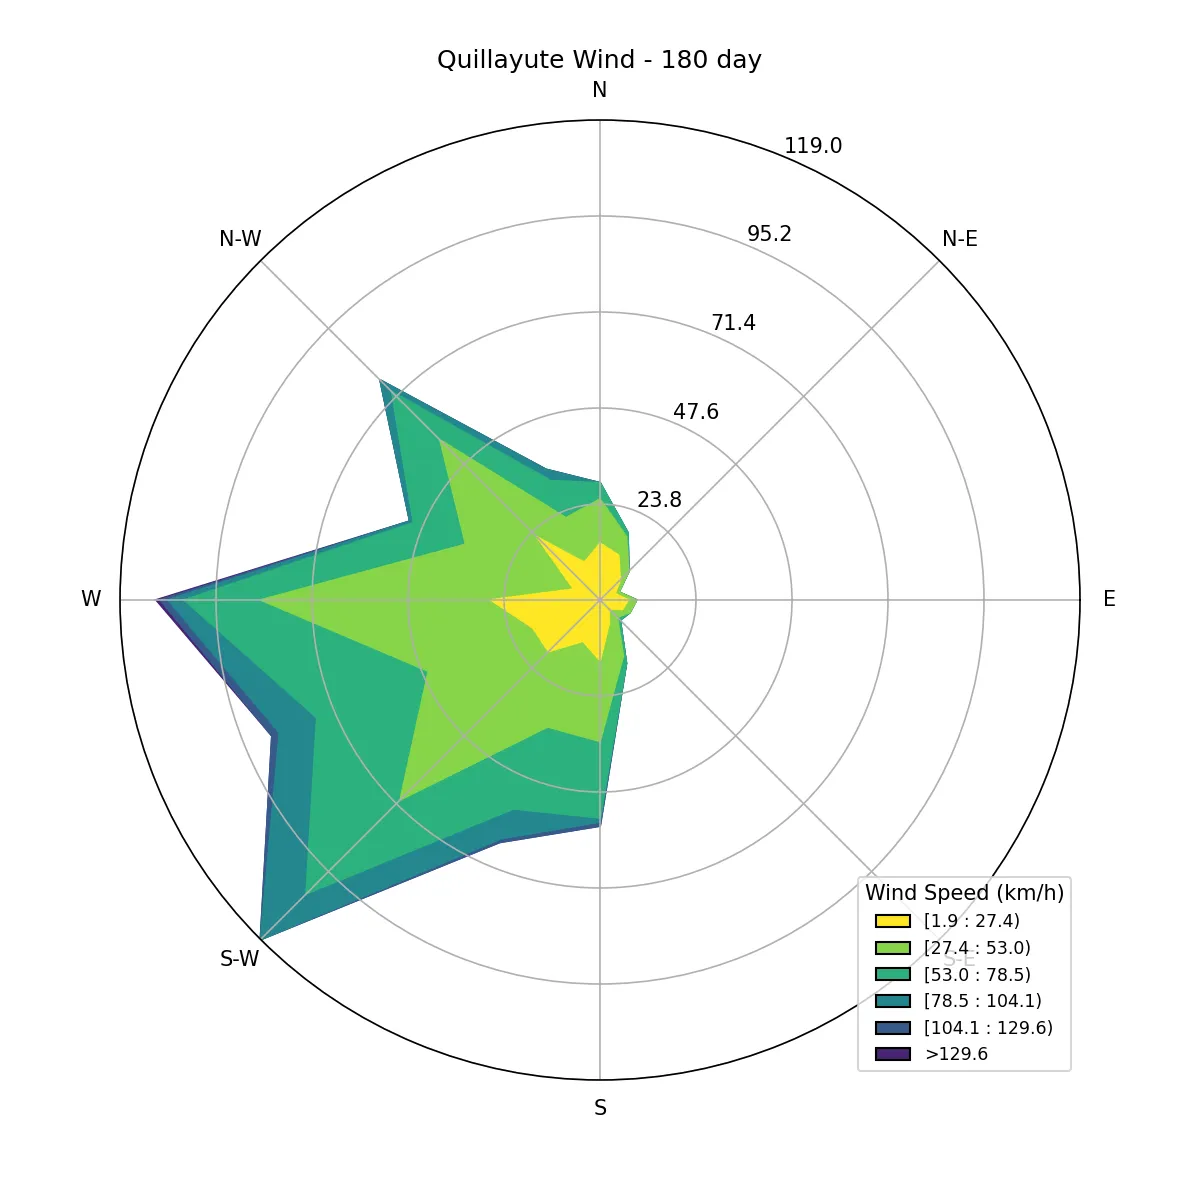 Quillayute Wind - 180 day
N
119.0
95.2
N-W
N-E
71.4
47.6
23.8
W
E
S-W
S-E
Wind Speed (km/h)
[1.9 : 27.4)
[27.4 : 53.0)
[53.0 : 78.5)
[78.5 : 104.1)
[104.1 : 129.6)
>129.6
S